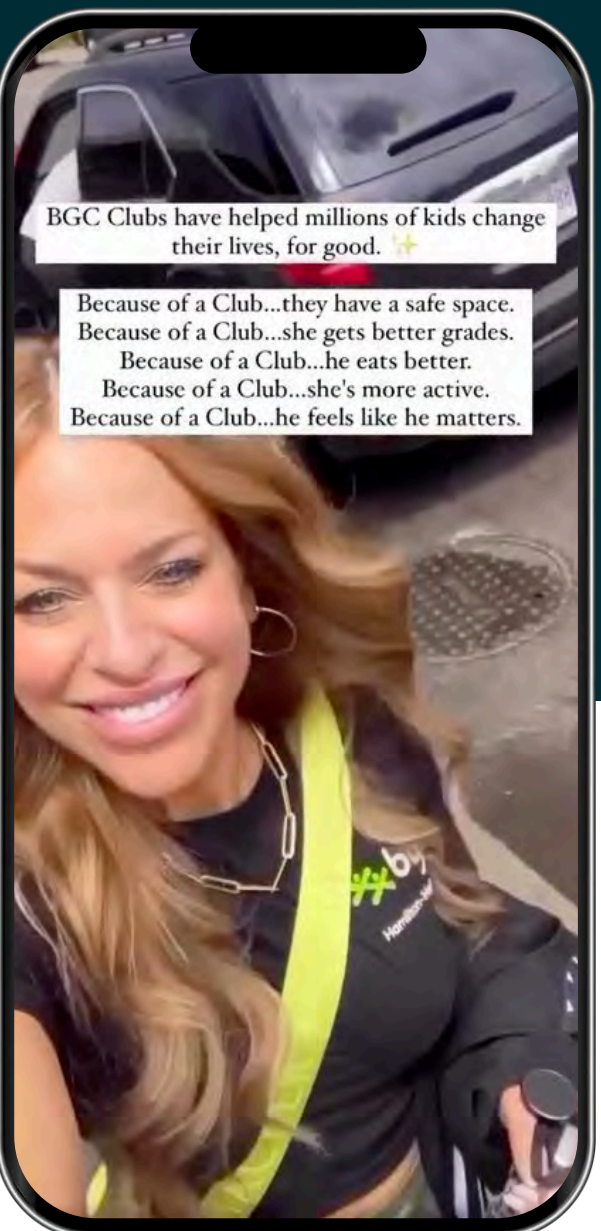 BGC Clubs have helped millions of kids change
their lives, for good. ✨
Because of a Club...they have a safe space.
Because of a Club...she gets better grades.
Because of a Club...he eats better.
Because of a Club...she's more active.
Because of a Club...he feels like he matters.